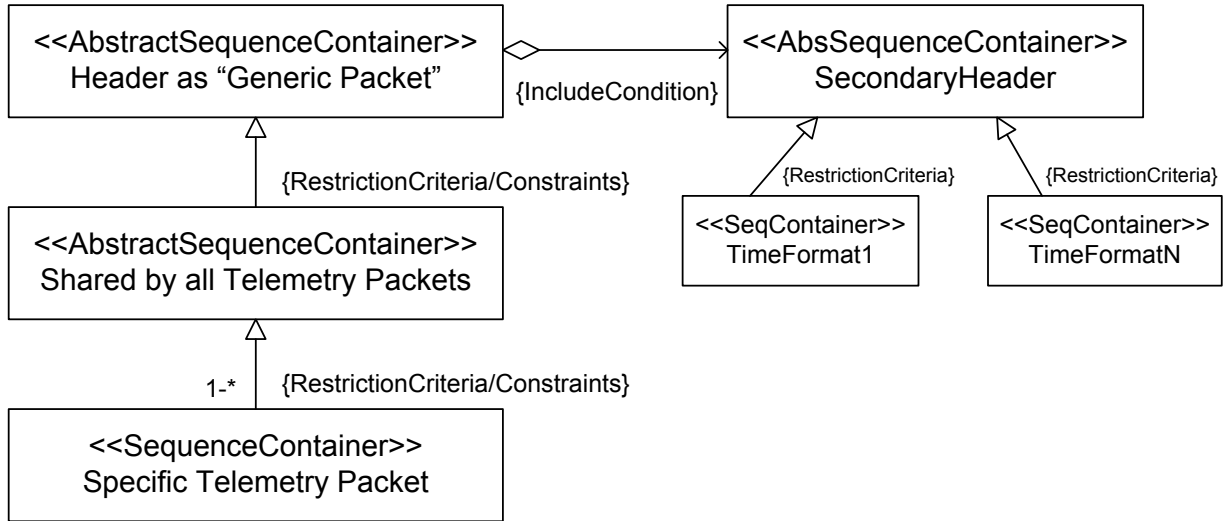 <<AbstractSequenceContainer>>
Header as “Generic Packet”
{IncludeCondition}
<<AbsSequenceContainer>>
SecondaryHeader
{RestrictionCriteria/Constraints}
{RestrictionCriteria}
{RestrictionCriteria}
<<AbstractSequenceContainer>>
Shared by all Telemetry Packets
<<SeqContainer>>
TimeFormat1
<<SeqContainer>>
TimeFormatN
1-*
{RestrictionCriteria/Constraints}
<<SequenceContainer>>
Specific Telemetry Packet